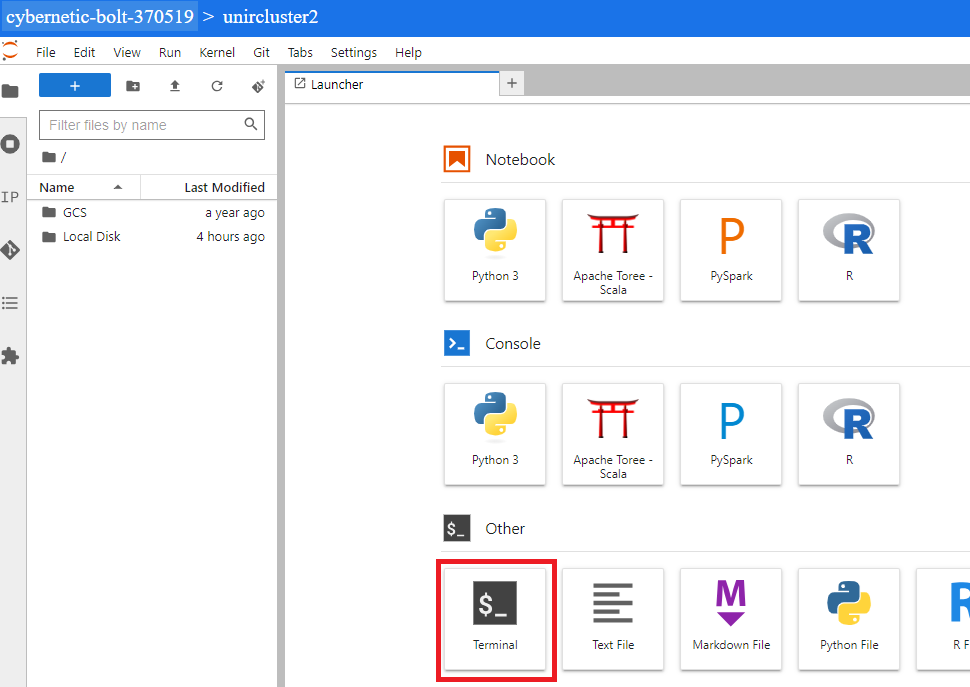 cybernetic-bolt-370519 > unircluster2
File Edit View Run Kernel Git Tabs Settings Help
+
Launcher
+
Filter files by name
/
Name Last Modified
GCS a year ago
Local Disk 4 hours ago
IP
Notebook
Python 3
Apache Toree -
Scala
P
PySpark
R
R
Console
Python 3
Apache Toree -
Scala
P
PySpark
R
R
$_
Other
$_
Terminal
Text File
M
Markdown File
Python File
R
R F